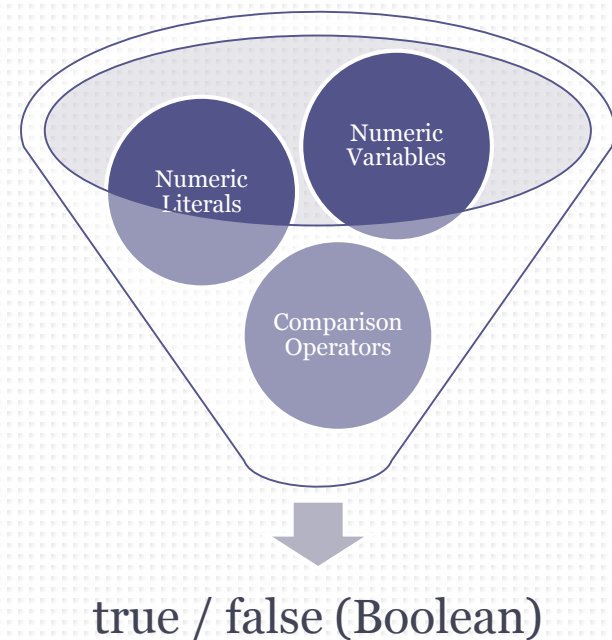 Numeric
Variables
Numeric
Literals
Comparison
Operators
true / false (Boolean)